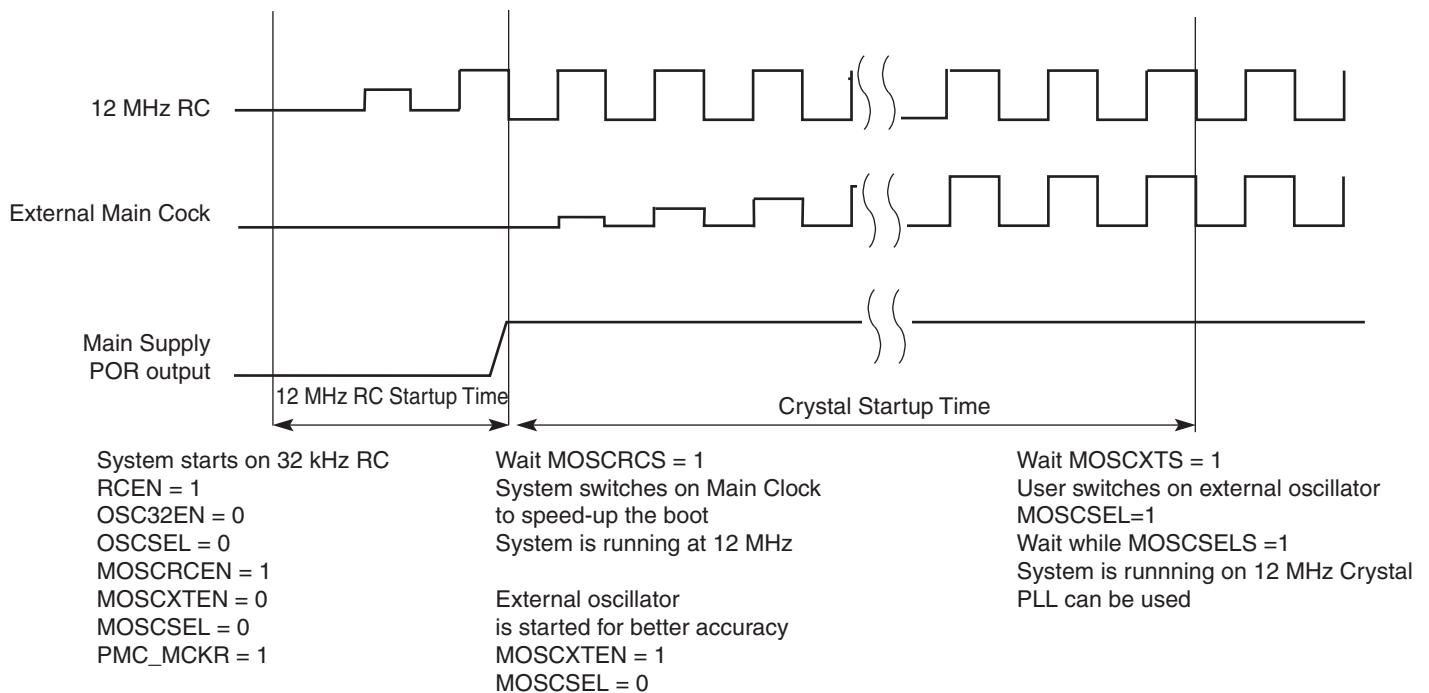 12 MHz RC
External Main Cock
Main Supply
POR output
12 MHz RC Startup Time
Crystal Startup Time
System starts on 32 kHz RC
RCEN = 1
OSC32EN = 0
OSCSEL = 0
MOSCRCEN = 1
MOSCXTEN = 0
MOSCSEL = 0
PMC_MCKR = 1
Wait MOSCRCS = 1
System switches on Main Clock
to speed-up the boot
System is running at 12 MHz
External oscillator
is started for better accuracy
MOSCXTEN = 1
MOSCSEL = 0
Wait MOSCXTS = 1
User switches on external oscillator
MOSCSEL=1
Wait while MOSCSELS =1
System is runnning on 12 MHz Crystal
PLL can be used